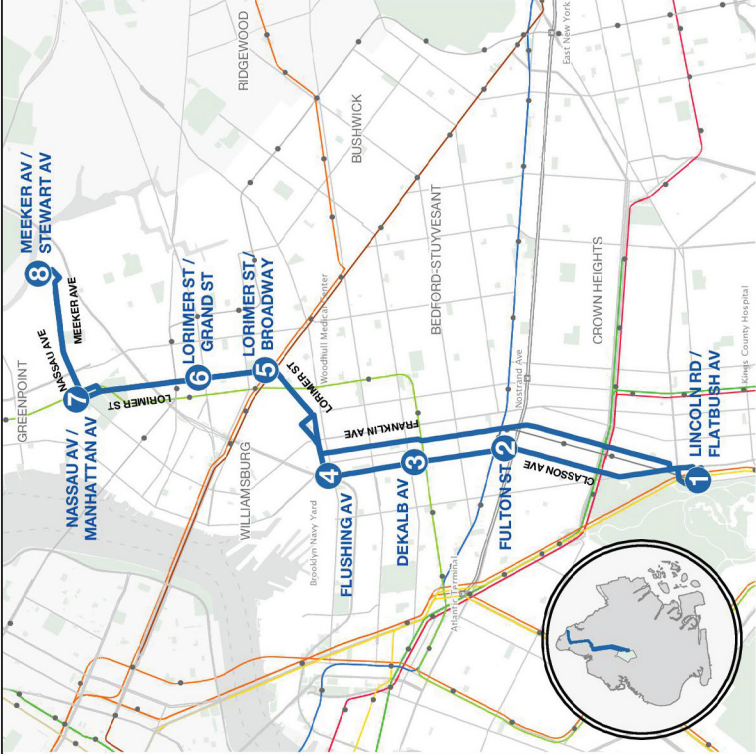 RIDGEWOOD
East New York
BUSHWICK
MEEKER AV /
STEWART AV
8
MEEKER AVE
NASSAU AVE
GREENPOINT
7
NASSAU AV /
MANHATTAN AV
LORIMER ST
LORIMER ST /
GRAND ST
6
LORIMER ST /
BROADWAY
5
LORIMER ST
Woodhull Medical Center
BEDFORD-STUYVESANT
CROWN HEIGHTS
Kings County Hospital
Nostrand Ave
FRANKLIN AVE
WILLIAMSBURG
Brooklyn Navy Yard
4
FLUSHING AV
3
DEKALB AV
2
FULTON ST
CLASSON AVE
LINCOLN RD /
FLATBUSH AV
1
Atlantic Terminal